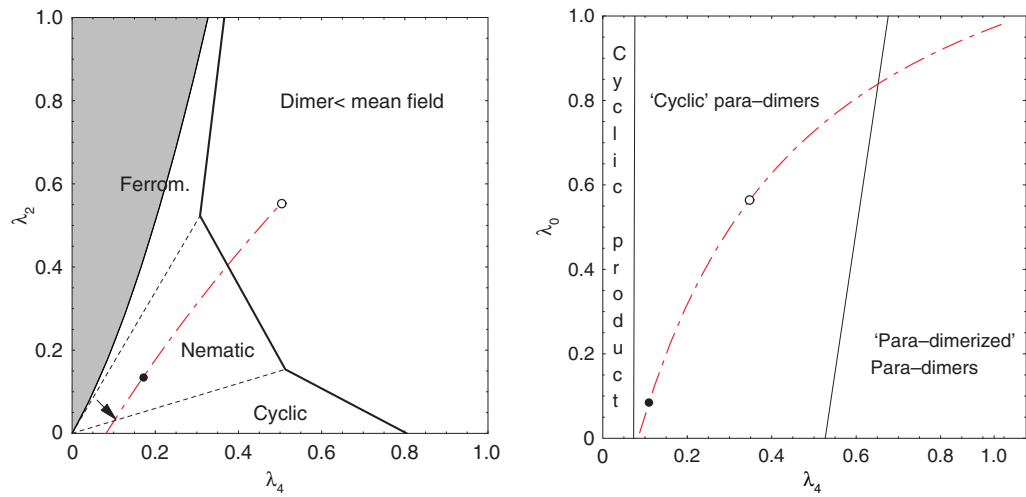 1.0
0.8
0.6
0.4
0.2
0
λ2
0 0.2 0.4 0.6 0.8 1.0
λ4
Dimer< mean field
Ferrom.
Nematic
Cyclic
1.0
0.8
0.6
0.4
0.2
0
λ0
0 0.2 0.4 0.6 0.8 1.0
λ4
Cyclic product
‘Cyclic’ para–dimers
‘Para–dimerized’
Para–dimers